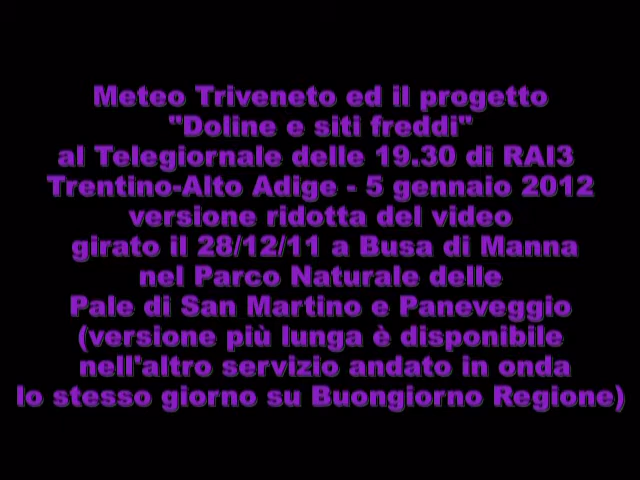 Meteo Triveneto ed il progetto
"Doline e siti freddi"
al Telegiornale delle 19.30 di RAI3
Trentino-Alto Adige - 5 gennaio 2012
versione ridotta del video
girato il 28/12/11 a Busa di Manna
nel Parco Naturale delle
Pale di San Martino e Paneveggio
(versione più lunga è disponibile
nell'altro servizio andato in onda
lo stesso giorno su Buongiorno Regione)